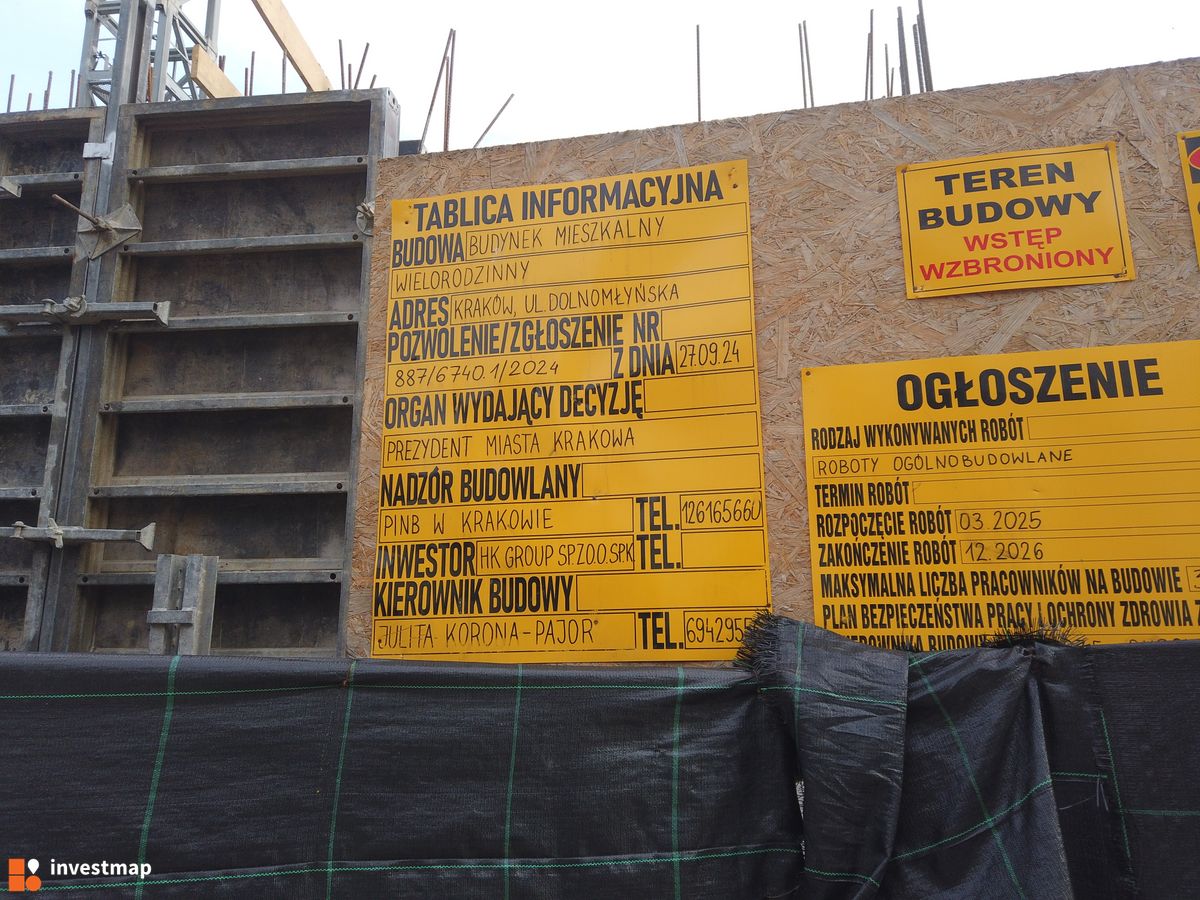 TABLICA INFORMACYJNA
BUDOWA BUDYNEK MIESZKALNY
WIELORODZINNY
ADRES KRAKÓW, UL. DOLNOMŁYŃSKA
POZWOLENIE/ZGŁOSZENIE NR
887/6740.1/2024 Z DNIA 27.09.24
ORGAN WYDAJĄCY DECYZJĘ
PREZYDENT MIASTA KRAKOWA
NADZÓR BUDOWLANY
PINB W KRAKOWIE TEL. 126165660
INWESTOR HK GROUP SP.ZO.O.SPK TEL.
KIEROWNIK BUDOWY
JULITA KORONA-PAJOR TEL. 694295
TEREN
BUDOWY
WSTĘP
WZBRONIONY
OGŁOSZENIE
RODZAJ WYKONYWANYCH ROBÓT
ROBOTY OGÓLNOBUDOWLANE
TERMIN ROBÓT
ROZPOCZĘCIE ROBÓT 03.2025
ZAKOŃCZENIE ROBÓT 12.2026
MAKSYMALNA LICZBA PRACOWNIKÓW NA BUDOWIE
PLAN BEZPIECZEŃSTWA PRACY I OCHRONY ZDROWIA
KIEROWNIKA BUDOWY
investmap